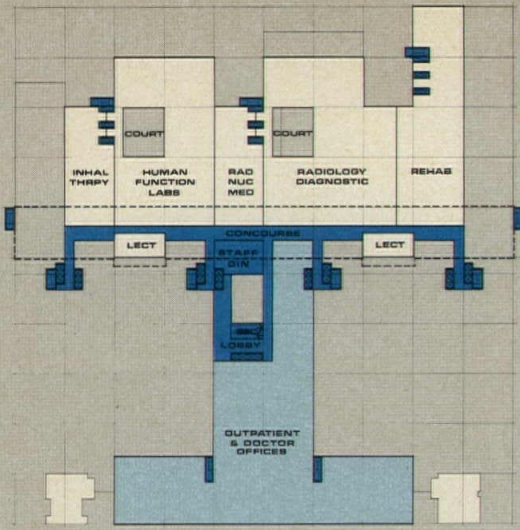 COURT
COURT
INHAL
THRPY
HUMAN
FUNCTION
LABS
RAD
NUC
MED
RADIOLOGY
DIAGNOSTIC
REHAB
CONCOURSE
LECT
STAFF
DIN
LECT
LOBBY
OUTPATIENT
& DOCTOR
OFFICES